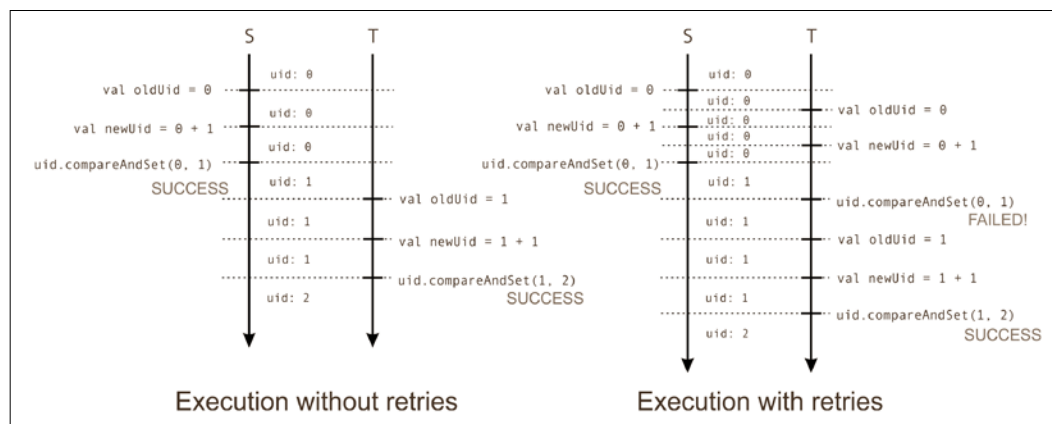 S T
uid: 0
val oldUid = 0
uid: 0
val newUid = 0 + 1
uid: 0
uid.compareAndSet(0, 1)
SUCCESS
uid: 1
val oldUid = 1
uid: 1
val newUid = 1 + 1
uid: 1
uid.compareAndSet(1, 2)
SUCCESS
uid: 2
Execution without retries
S T
uid: 0
val oldUid = 0
uid: 0
val oldUid = 0
uid: 0
val newUid = 0 + 1
uid: 0
val newUid = 0 + 1
uid: 0
uid.compareAndSet(0, 1)
SUCCESS
uid: 1
uid.compareAndSet(0, 1)
FAILED!
uid: 1
val oldUid = 1
uid: 1
val newUid = 1 + 1
uid: 1
uid.compareAndSet(1, 2)
SUCCESS
uid: 2
Execution with retries